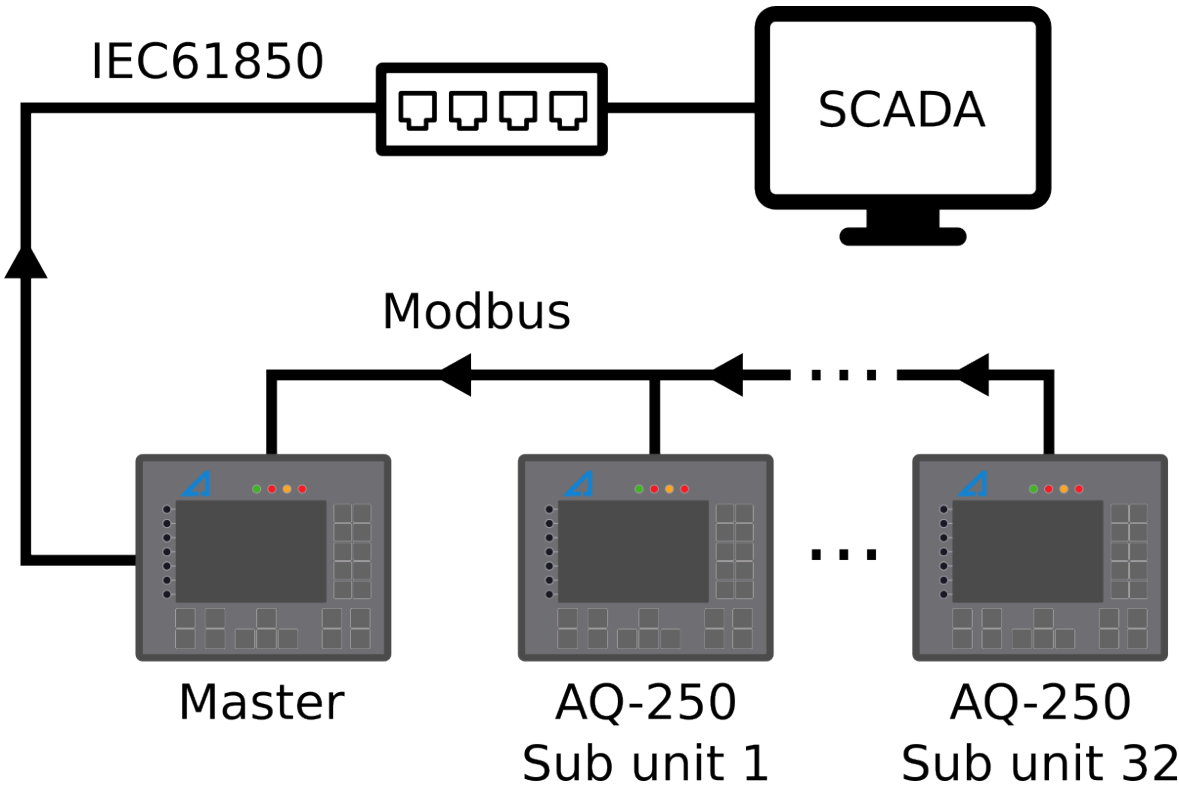 IEC61850
SCADA
Modbus
...
...
Master
AQ-250
Sub unit 1
AQ-250
Sub unit 32